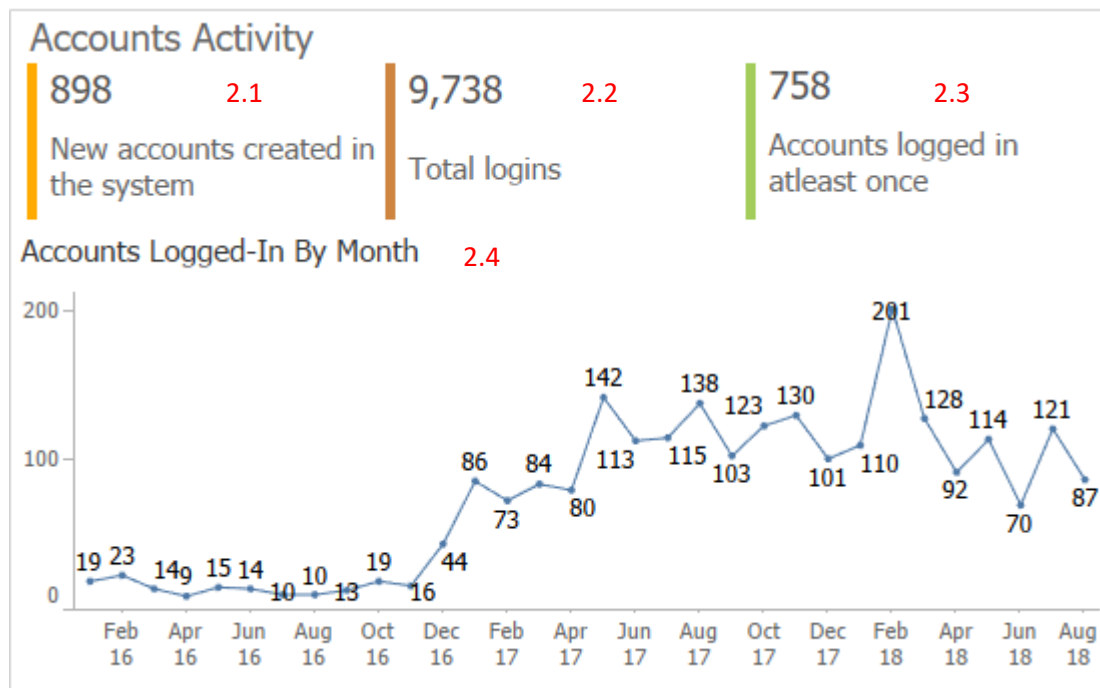 Accounts Activity
898 2.1
New accounts created in
the system
9,738 2.2
Total logins
758 2.3
Accounts logged in
atleast once
Accounts Logged-In By Month 2.4
200
100
0
19 23 14 9 15 14 10 10 13 19 16 44 86 73 84 80 142 113 115 138 103 123 130 101 110 201 128 92 114 70 121 87
Feb Apr Jun Aug Oct Dec Feb Apr Jun Aug Oct Dec Feb Apr Jun Aug
16 16 16 16 16 16 17 17 17 17 17 17 18 18 18 18